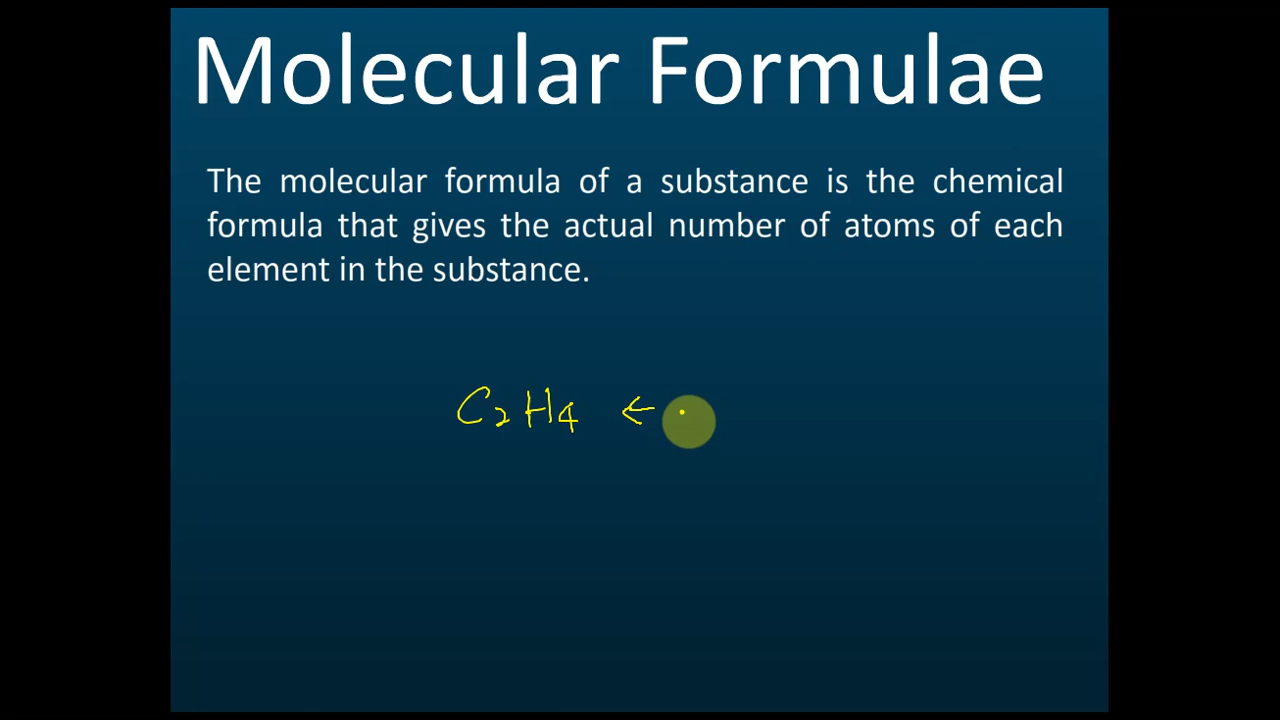 Molecular Formulae
The molecular formula of a substance is the chemical
formula that gives the actual number of atoms of each
element in the substance.
C₂H₄ ←